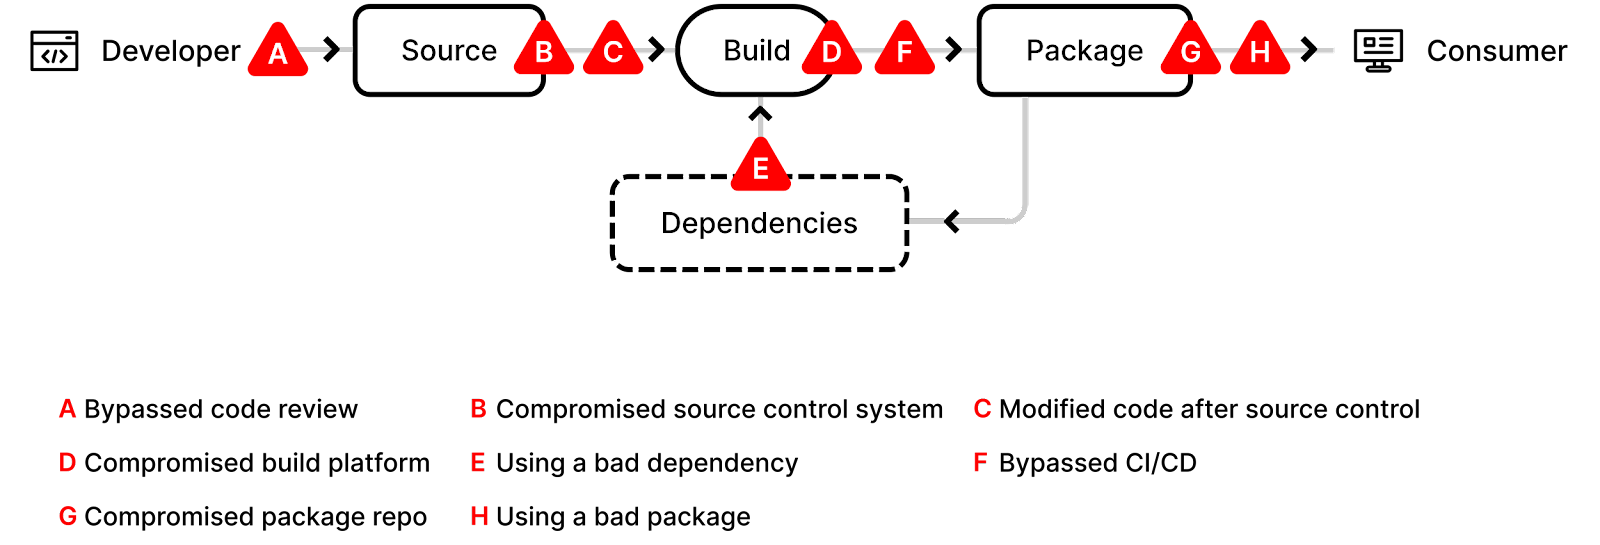 Developer A Source B C Build D F Package G H Consumer
E
Dependencies
A Bypassed code review B Compromised source control system C Modified code after source control
D Compromised build platform E Using a bad dependency F Bypassed CI/CD
G Compromised package repo H Using a bad package